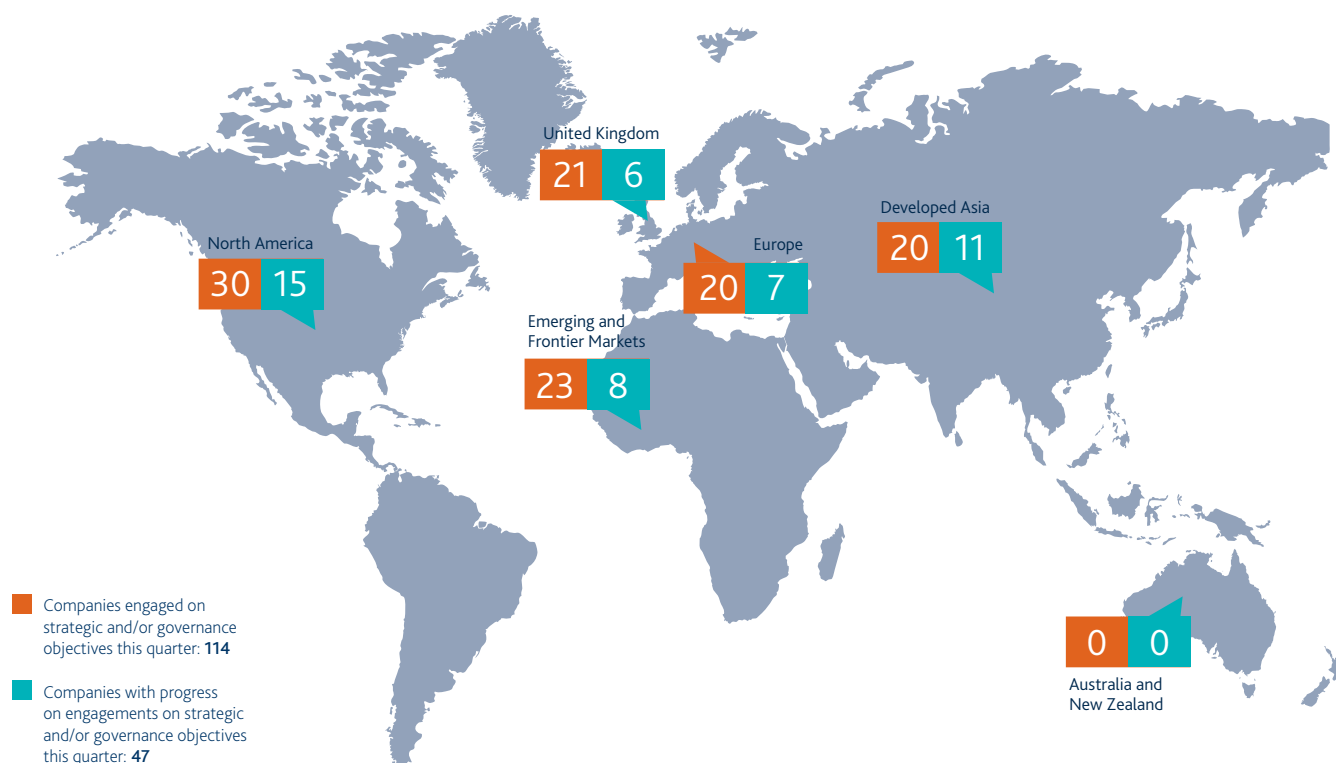 United Kingdom
21 6
Developed Asia
20 11
North America
30 15
Europe
20 7
Emerging and
Frontier Markets
23 8
Companies engaged on
strategic and/or governance
objectives this quarter: 114
0 0
Australia and
New Zealand
Companies with progress
on engagements on strategic
and/or governance objectives
this quarter: 47